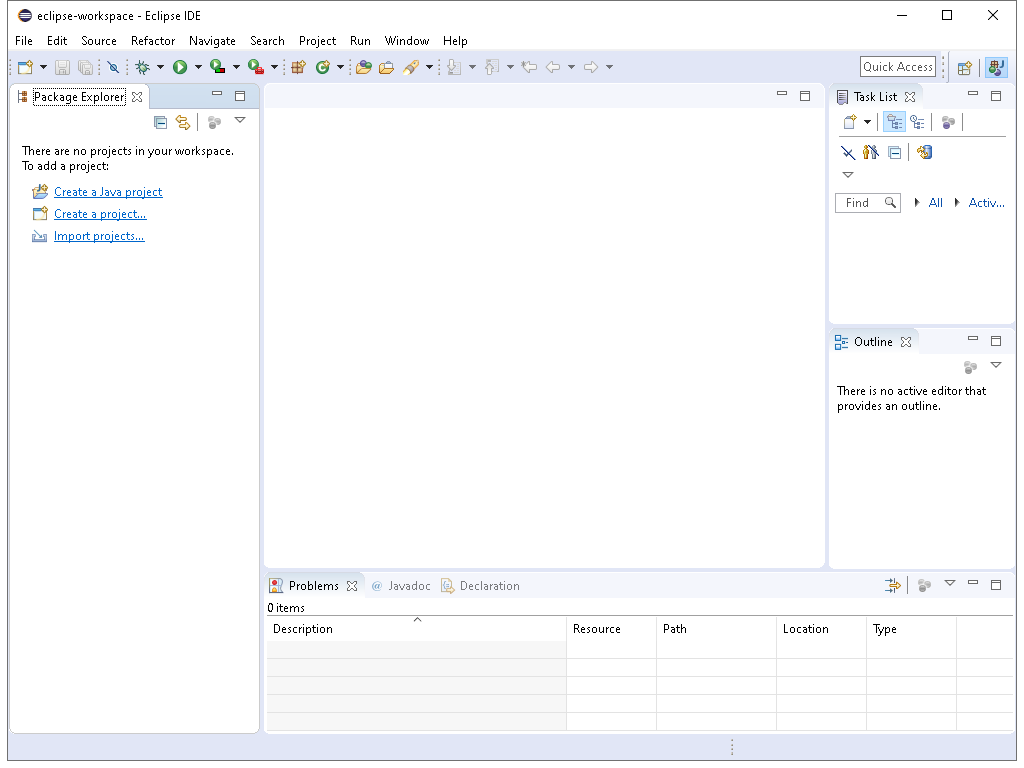 eclipse-workspace - Eclipse IDE
File Edit Source Refactor Navigate Search Project Run Window Help
Quick Access
Package Explorer
There are no projects in your workspace.
To add a project:
Create a Java project
Create a project...
Import projects...
Task List
Find All Activ...
Outline
There is no active editor that
provides an outline.
Problems @ Javadoc Declaration
0 items
Description Resource Path Location Type